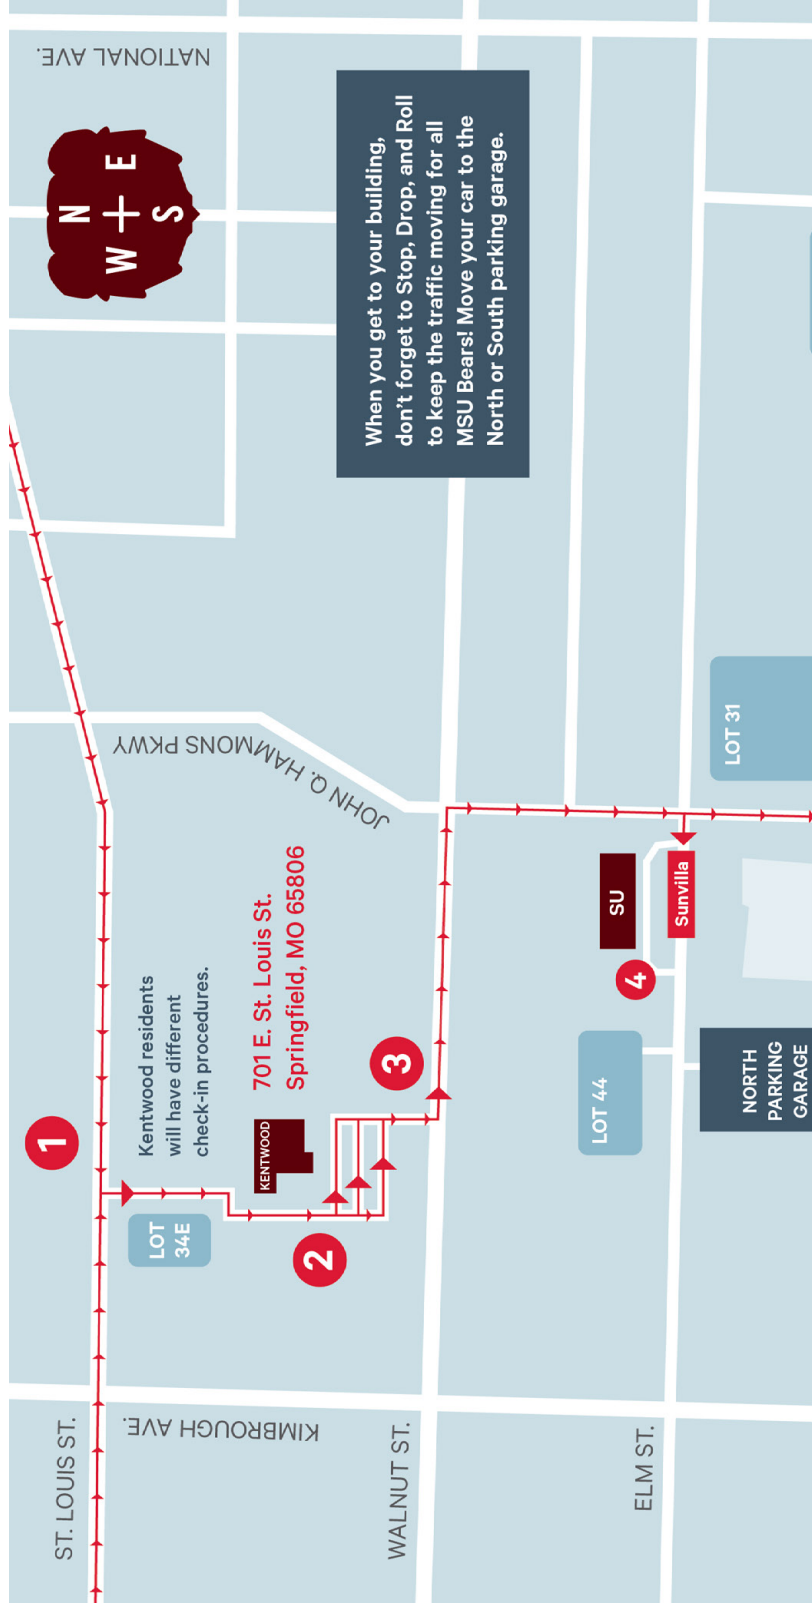 NATIONAL AVE.
N
W
E
S
When you get to your building,
don't forget to Stop, Drop, and Roll
to keep the traffic moving for all
MSU Bears! Move your car to the
North or South parking garage.
JOHN Q. HAMMONS PKWY
1
Kentwood residents
will have different
check-in procedures.
701 E. St. Louis St.
Springfield, MO 65806
KENTWOOD
LOT
34E
2
3
ST. LOUIS ST.
KIMBROUGH AVE.
WALNUT ST.
LOT 31
SU
Sunvilla
4
LOT 44
NORTH
PARKING
GARAGE
ELM ST.